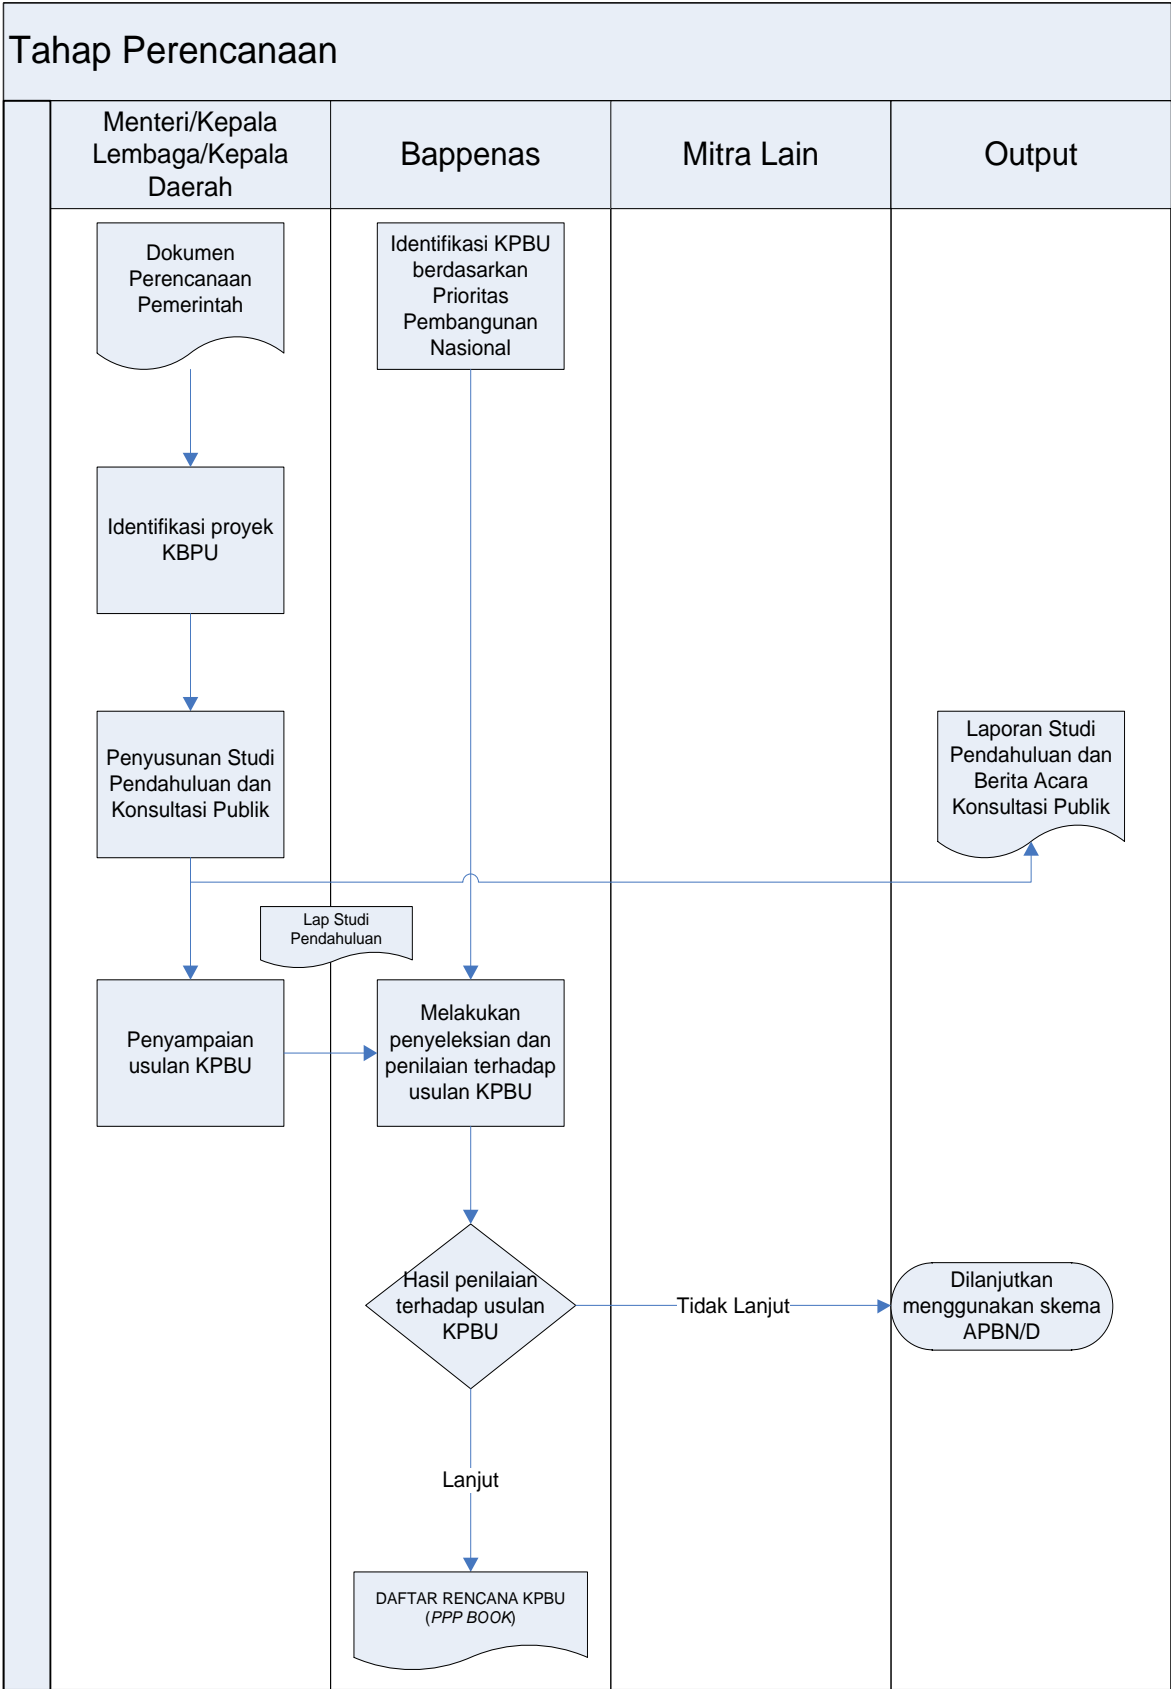 Tahap Perencanaan
Menteri/Kepala
Lembaga/Kepala
Daerah
Bappenas
Mitra Lain
Output
Dokumen
Perencanaan
Pemerintah
Identifikasi KPBU
berdasarkan
Prioritas
Pembangunan
Nasional
Identifikasi proyek
KBPU
Penyusunan Studi
Pendahuluan dan
Konsultasi Publik
Laporan Studi
Pendahuluan dan
Berita Acara
Konsultasi Publik
Lap Studi
Pendahuluan
Penyampaian
usulan KPBU
Melakukan
penyeleksian dan
penilaian terhadap
usulan KPBU
Hasil penilaian
terhadap usulan
KPBU
Tidak Lanjut
Dilanjutkan
menggunakan skema
APBN/D
Lanjut
DAFTAR RENCANA KPBU
(PPP BOOK)